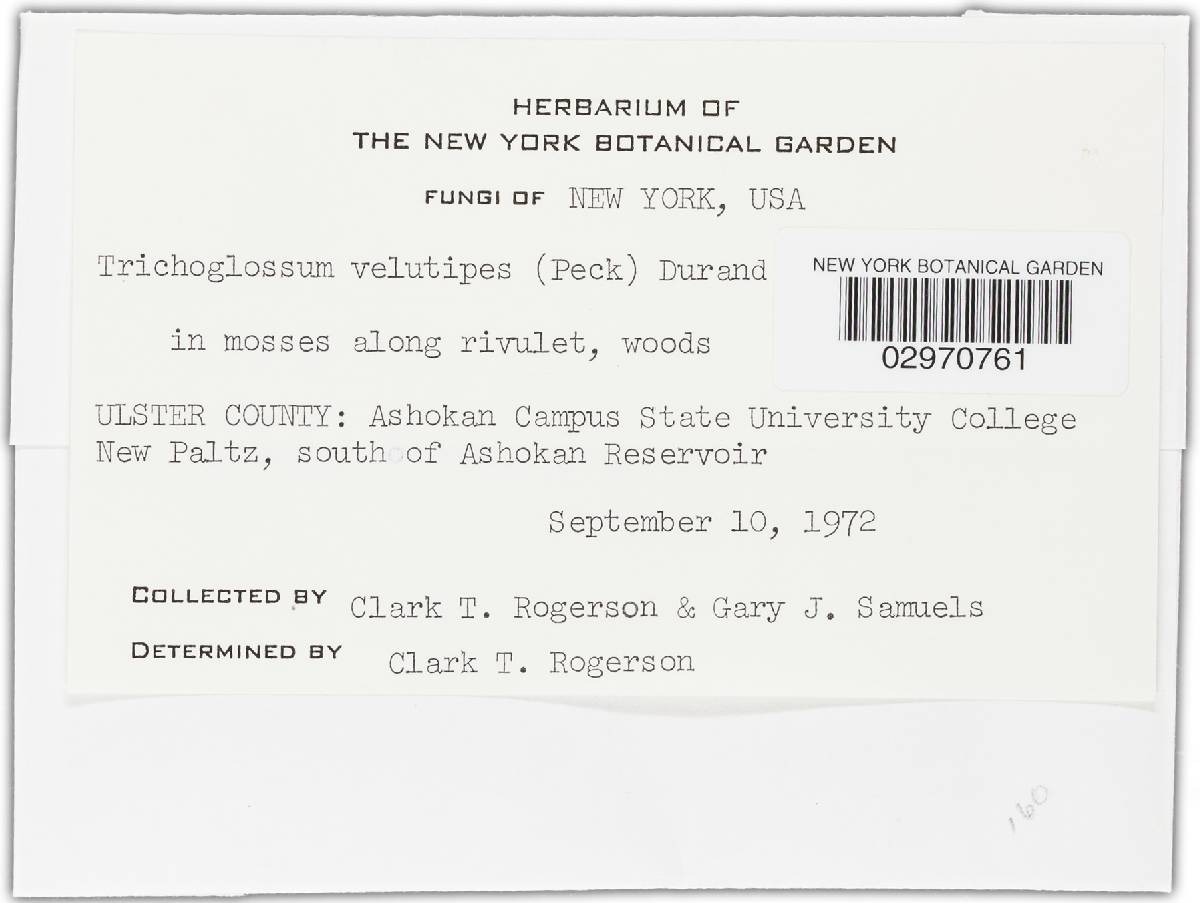 HERBARIUM OF
THE NEW YORK BOTANICAL GARDEN
FUNGI OF NEW YORK, USA
Trichoglossum velutipes (Peck) Durand
NEW YORK BOTANICAL GARDEN
02970761
in mosses along rivulet, woods
ULSTER COUNTY: Ashokan Campus State University College
New Paltz, south of Ashokan Reservoir
September 10, 1972
COLLECTED BY Clark T. Rogerson & Gary J. Samuels
DETERMINED BY Clark T. Rogerson